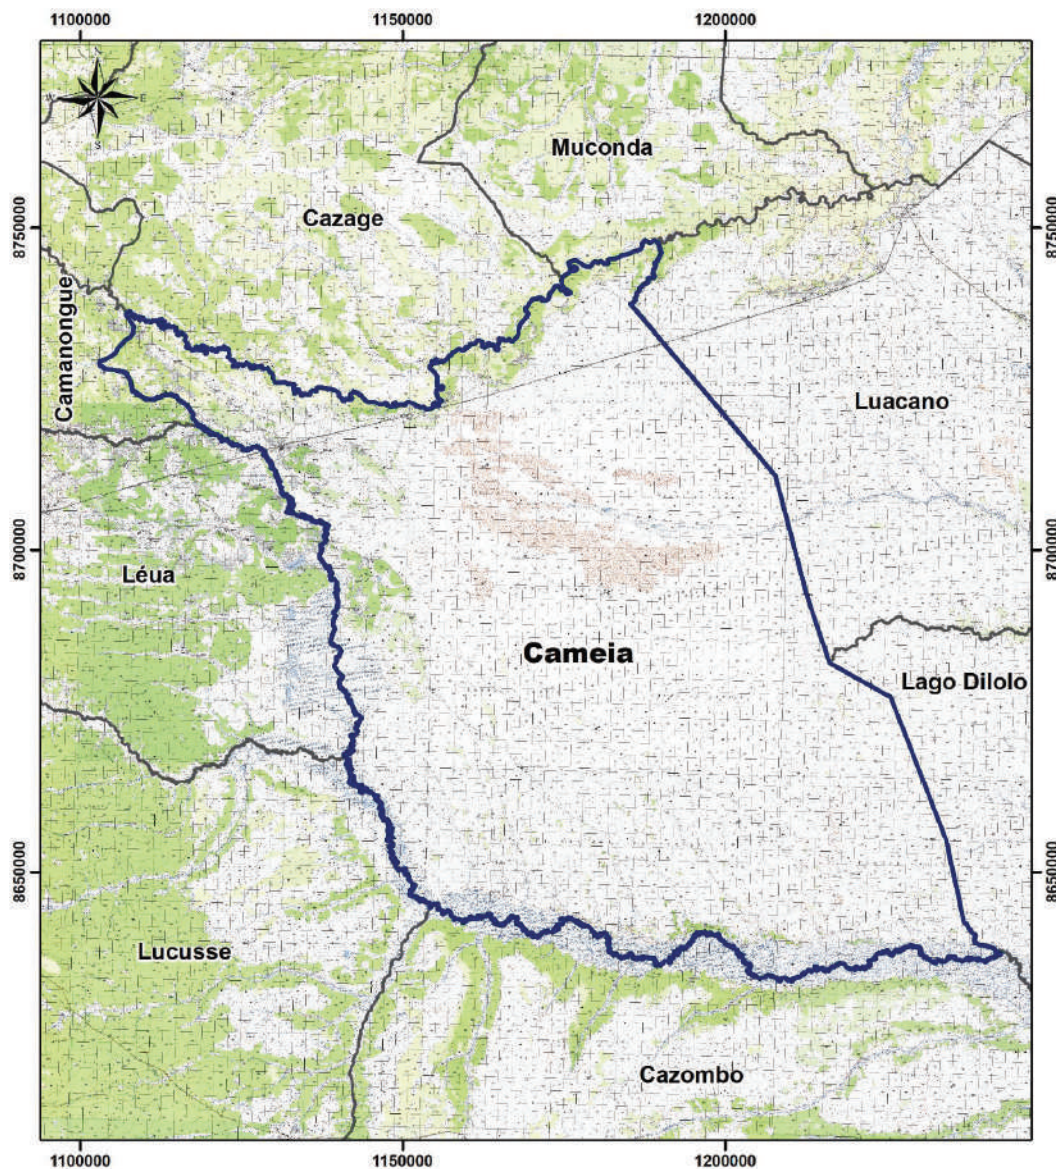 1100000 1150000 1200000
N
W E
S
Muconda
Cazage
8750000 8750000
Camanongue
Luacano
8700000 8700000
Léua
Cameia
Lago Dilolo
8650000 8650000
Lucusse
Cazombo
1100000 1150000 1200000